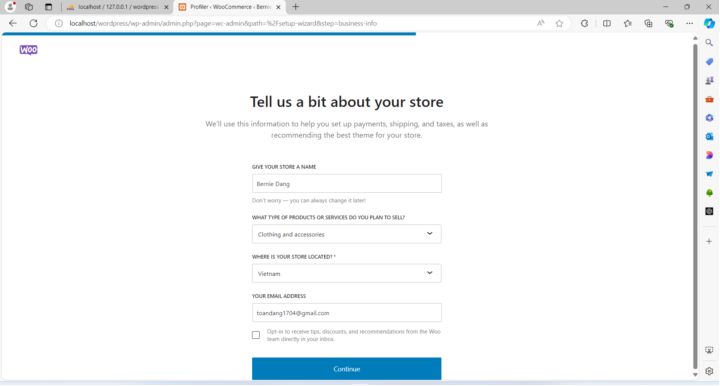 localhost / 127.0.0.1 / wordpress
Profiler ‹ WooCommerce ‹ Bernie
localhost/wordpress/wp-admin/admin.php?page=wc-admin&path=%2Fsetup-wizard&step=business-info
WOO
Tell us a bit about your store
We'll use this information to help you set up payments, shipping, and taxes, as well as
recommending the best theme for your store.
GIVE YOUR STORE A NAME
Bernie Dang
Don't worry — you can always change it later!
WHAT TYPE OF PRODUCTS OR SERVICES DO YOU PLAN TO SELL?
Clothing and accessories
WHERE IS YOUR STORE LOCATED? *
Vietnam
YOUR EMAIL ADDRESS
toandang1704@gmail.com
Opt-in to receive tips, discounts, and recommendations from the Woo
team directly in your inbox.
Continue